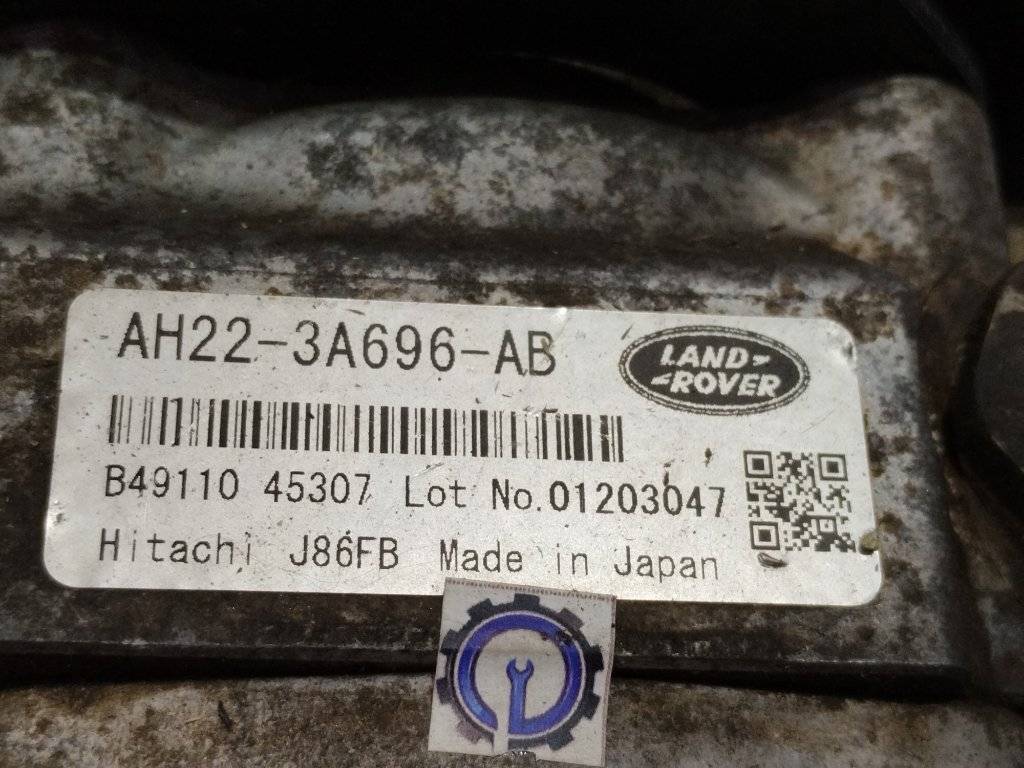 AH22-3A696-AB
LAND
ROVER
B49110 45307 Lot No.01203047
Hitachi J86FB Made in Japan